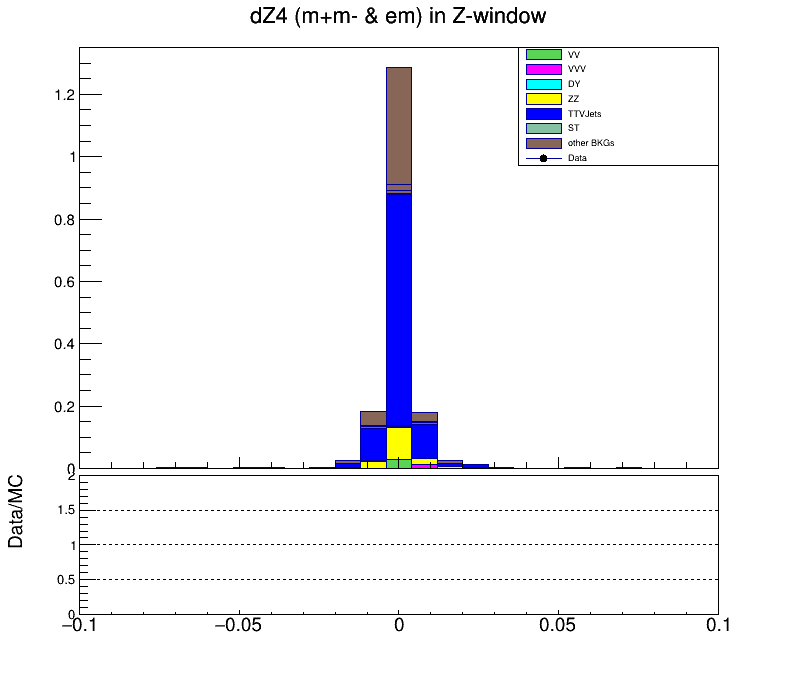 dZ4 (m+m- & em) in Z-window
VV
VVV
DY
ZZ
TTVJets
ST
other BKGs
Data
1.2
1
0.8
0.6
0.4
0.2
0
Data/MC
2
1.5
1
0.5
0
−0.1 −0.05 0 0.05 0.1